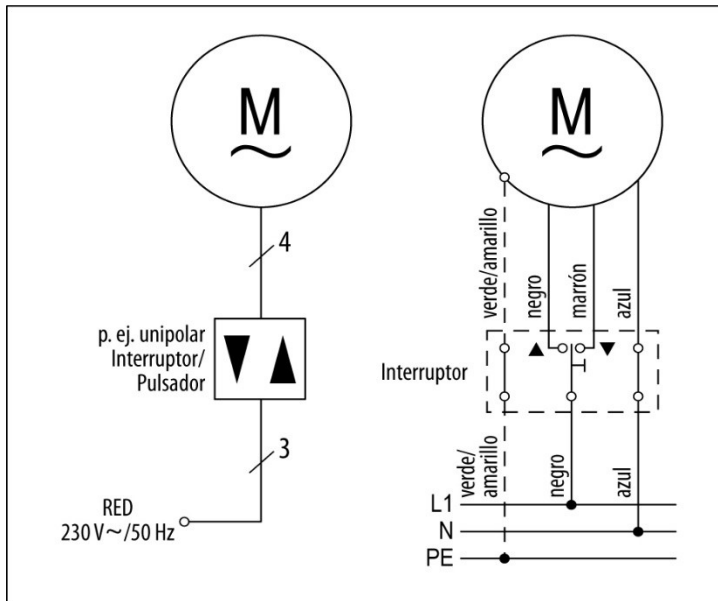 M
4
p. ej. unipolar
Interruptor/
Pulsador
3
RED
230 V~/50 Hz
M
verde/amarillo
negro
marrón
azul
Interruptor
verde/
amarillo
negro
azul
L1
N
PE